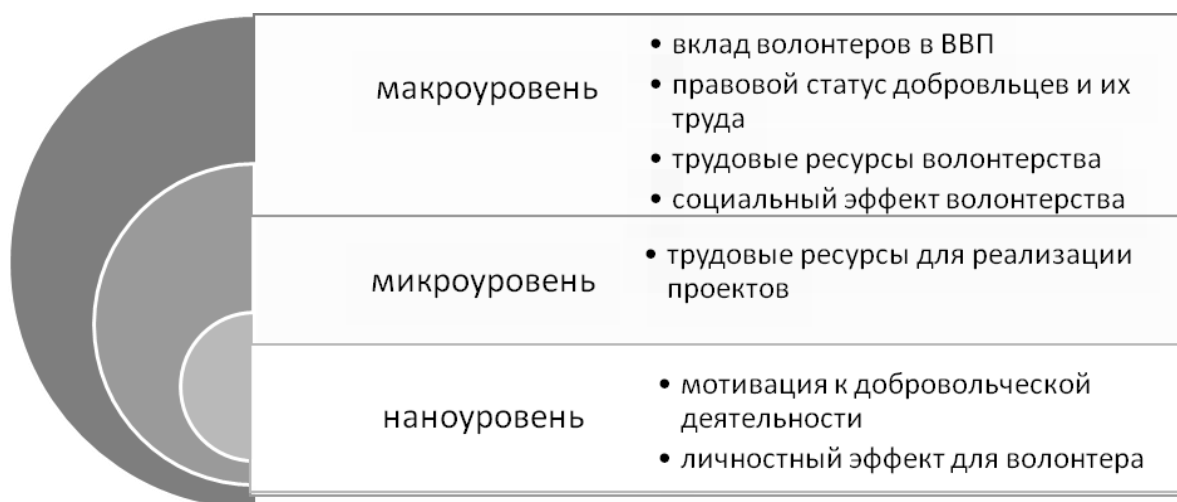 макроуровень
• вклад волонтеров в ВВП
• правовой статус добровльцев и их
труда
• трудовые ресурсы волонтерства
• социальный эффект волонтерства
микроуровень
• трудовые ресурсы для реализации
проектов
наноуровень
• мотивация к добровольческой
деятельности
• личностный эффект для волонтера